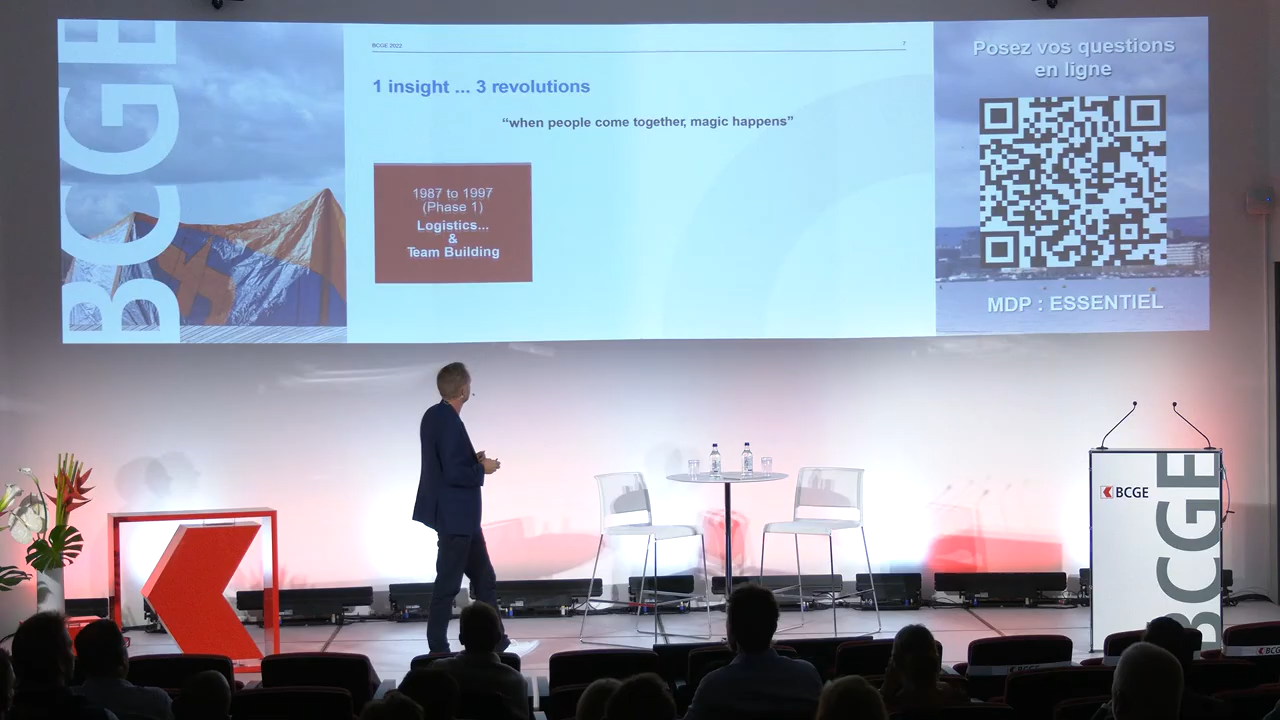 BCGE
BCGE 2022
7
1 insight ... 3 revolutions
“when people come together, magic happens”
1987 to 1997
(Phase 1)
Logistics...
&
Team Building
Posez vos questions
en ligne
MDP : ESSENTIEL
BCGE
BCGE